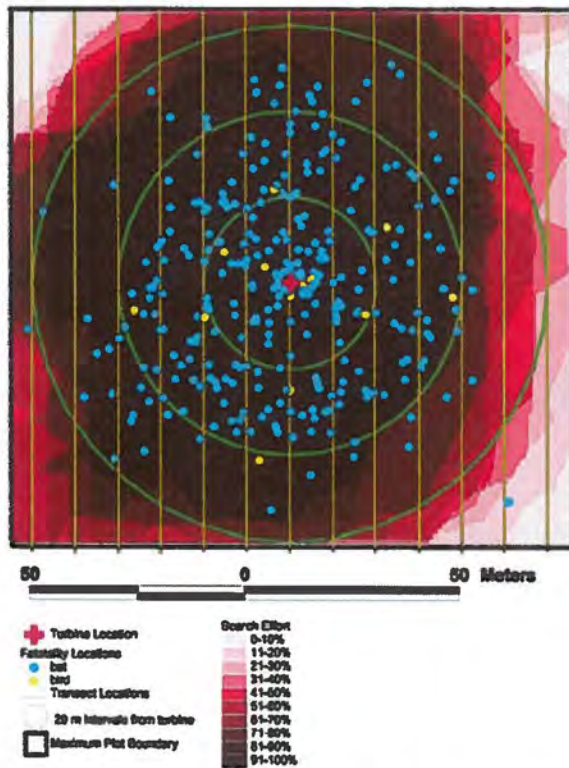 50 0 50 Meters
Turbine Location
Fatality Locations
bat
bird
Transect Locations
20 m intervals from turbine
Maximum Plot Boundary
Search Effort
0-10%
11-20%
21-30%
31-40%
41-50%
51-60%
61-70%
71-80%
81-90%
91-100%